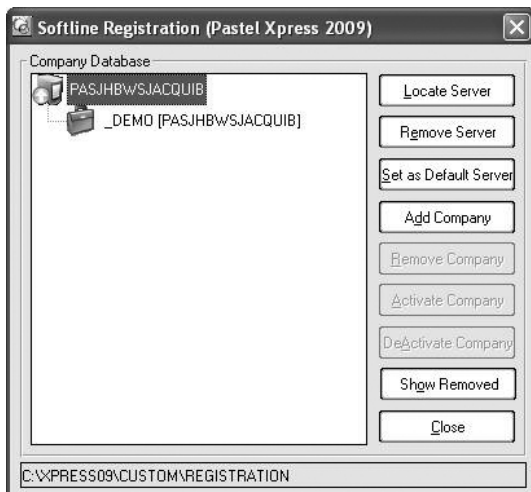 Softline Registration (Pastel Xpress 2009)
Company Database
PASJHBWSJACQUIB
_DEMO [PASJHBWSJACQUIB]
Locate Server
Remove Server
Set as Default Server
Add Company
Remove Company
Activate Company
DeActivate Company
Show Removed
Close
C:\XPRESS09\CUSTOM\REGISTRATION